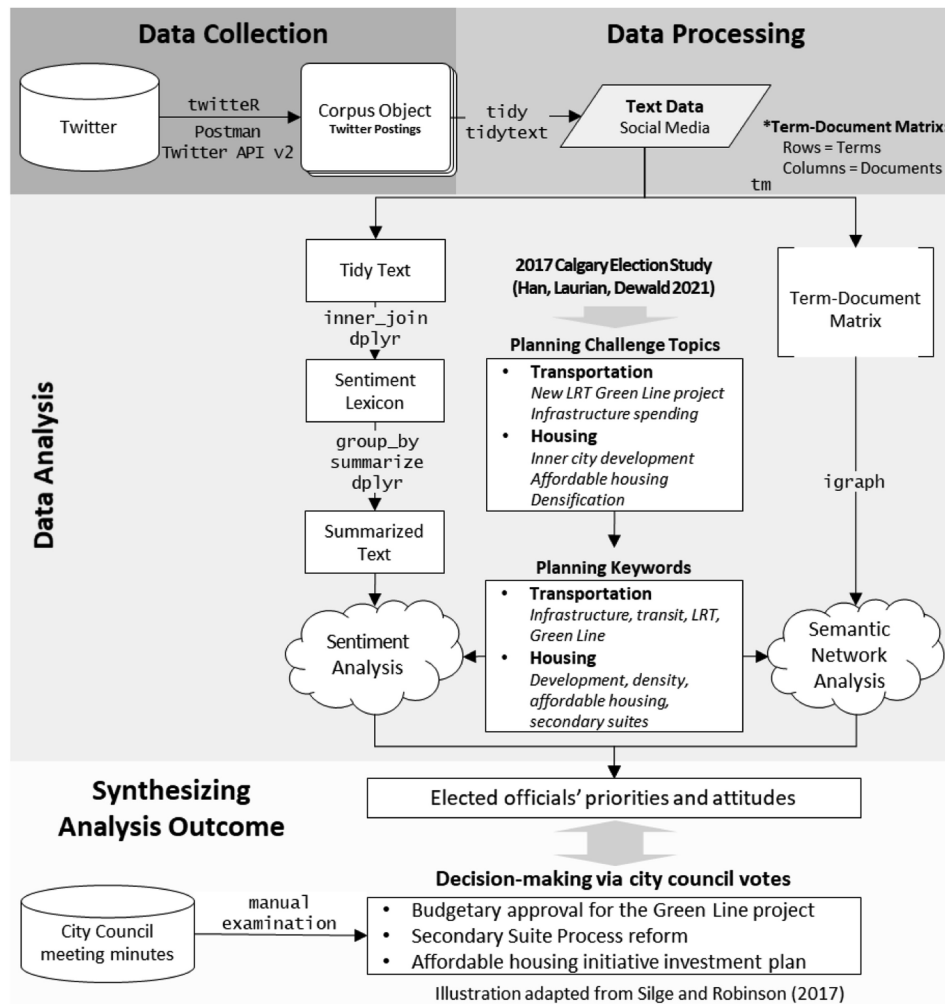 Data Collection
Data Processing
Twitter
twitteR
Postman
Twitter API v2
Corpus Object
Twitter Postings
tidy
tidytext
Text Data
Social Media
*Term-Document Matrix:
Rows = Terms
Columns = Documents
tm
Data Analysis
Tidy Text
inner_join
dplyr
Sentiment
Lexicon
group_by
summarize
dplyr
Summarized
Text
Sentiment
Analysis
2017 Calgary Election Study
(Han, Laurian, Dewald 2021)
Planning Challenge Topics
• Transportation
New LRT Green Line project
Infrastructure spending
• Housing
Inner city development
Affordable housing
Densification
Planning Keywords
• Transportation
Infrastructure, transit, LRT,
Green Line
• Housing
Development, density,
affordable housing,
secondary suites
Term-Document
Matrix
igraph
Semantic
Network
Analysis
Synthesizing
Analysis Outcome
Elected officials' priorities and attitudes
Decision-making via city council votes
City Council
meeting minutes
manual
examination
• Budgetary approval for the Green Line project
• Secondary Suite Process reform
• Affordable housing initiative investment plan
Illustration adapted from Silge and Robinson (2017)